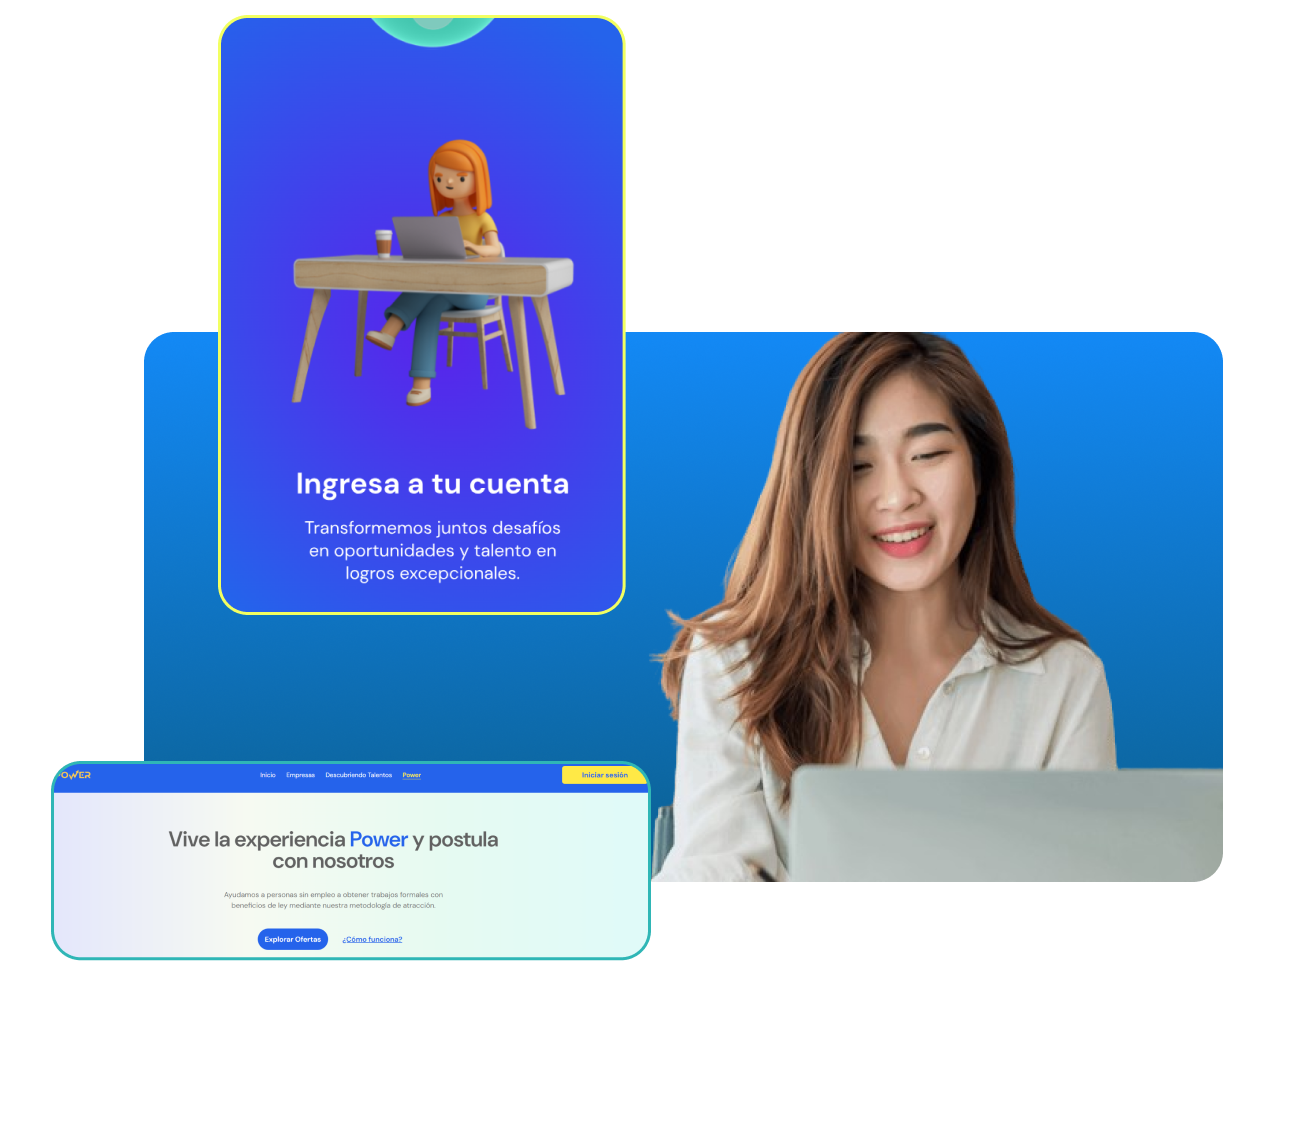 Ingresa a tu cuenta
Transformemos juntos desafíos
en oportunidades y talento en
logros excepcionales.
POWER
Inicio Empresas Descubriendo Talentos Power
Iniciar sesión
Vive la experiencia Power y postula
con nosotros
Ayudamos a personas sin empleo a obtener trabajos formales con
beneficios de ley mediante nuestra metodología de atracción.
Explorar Ofertas ¿Cómo funciona?